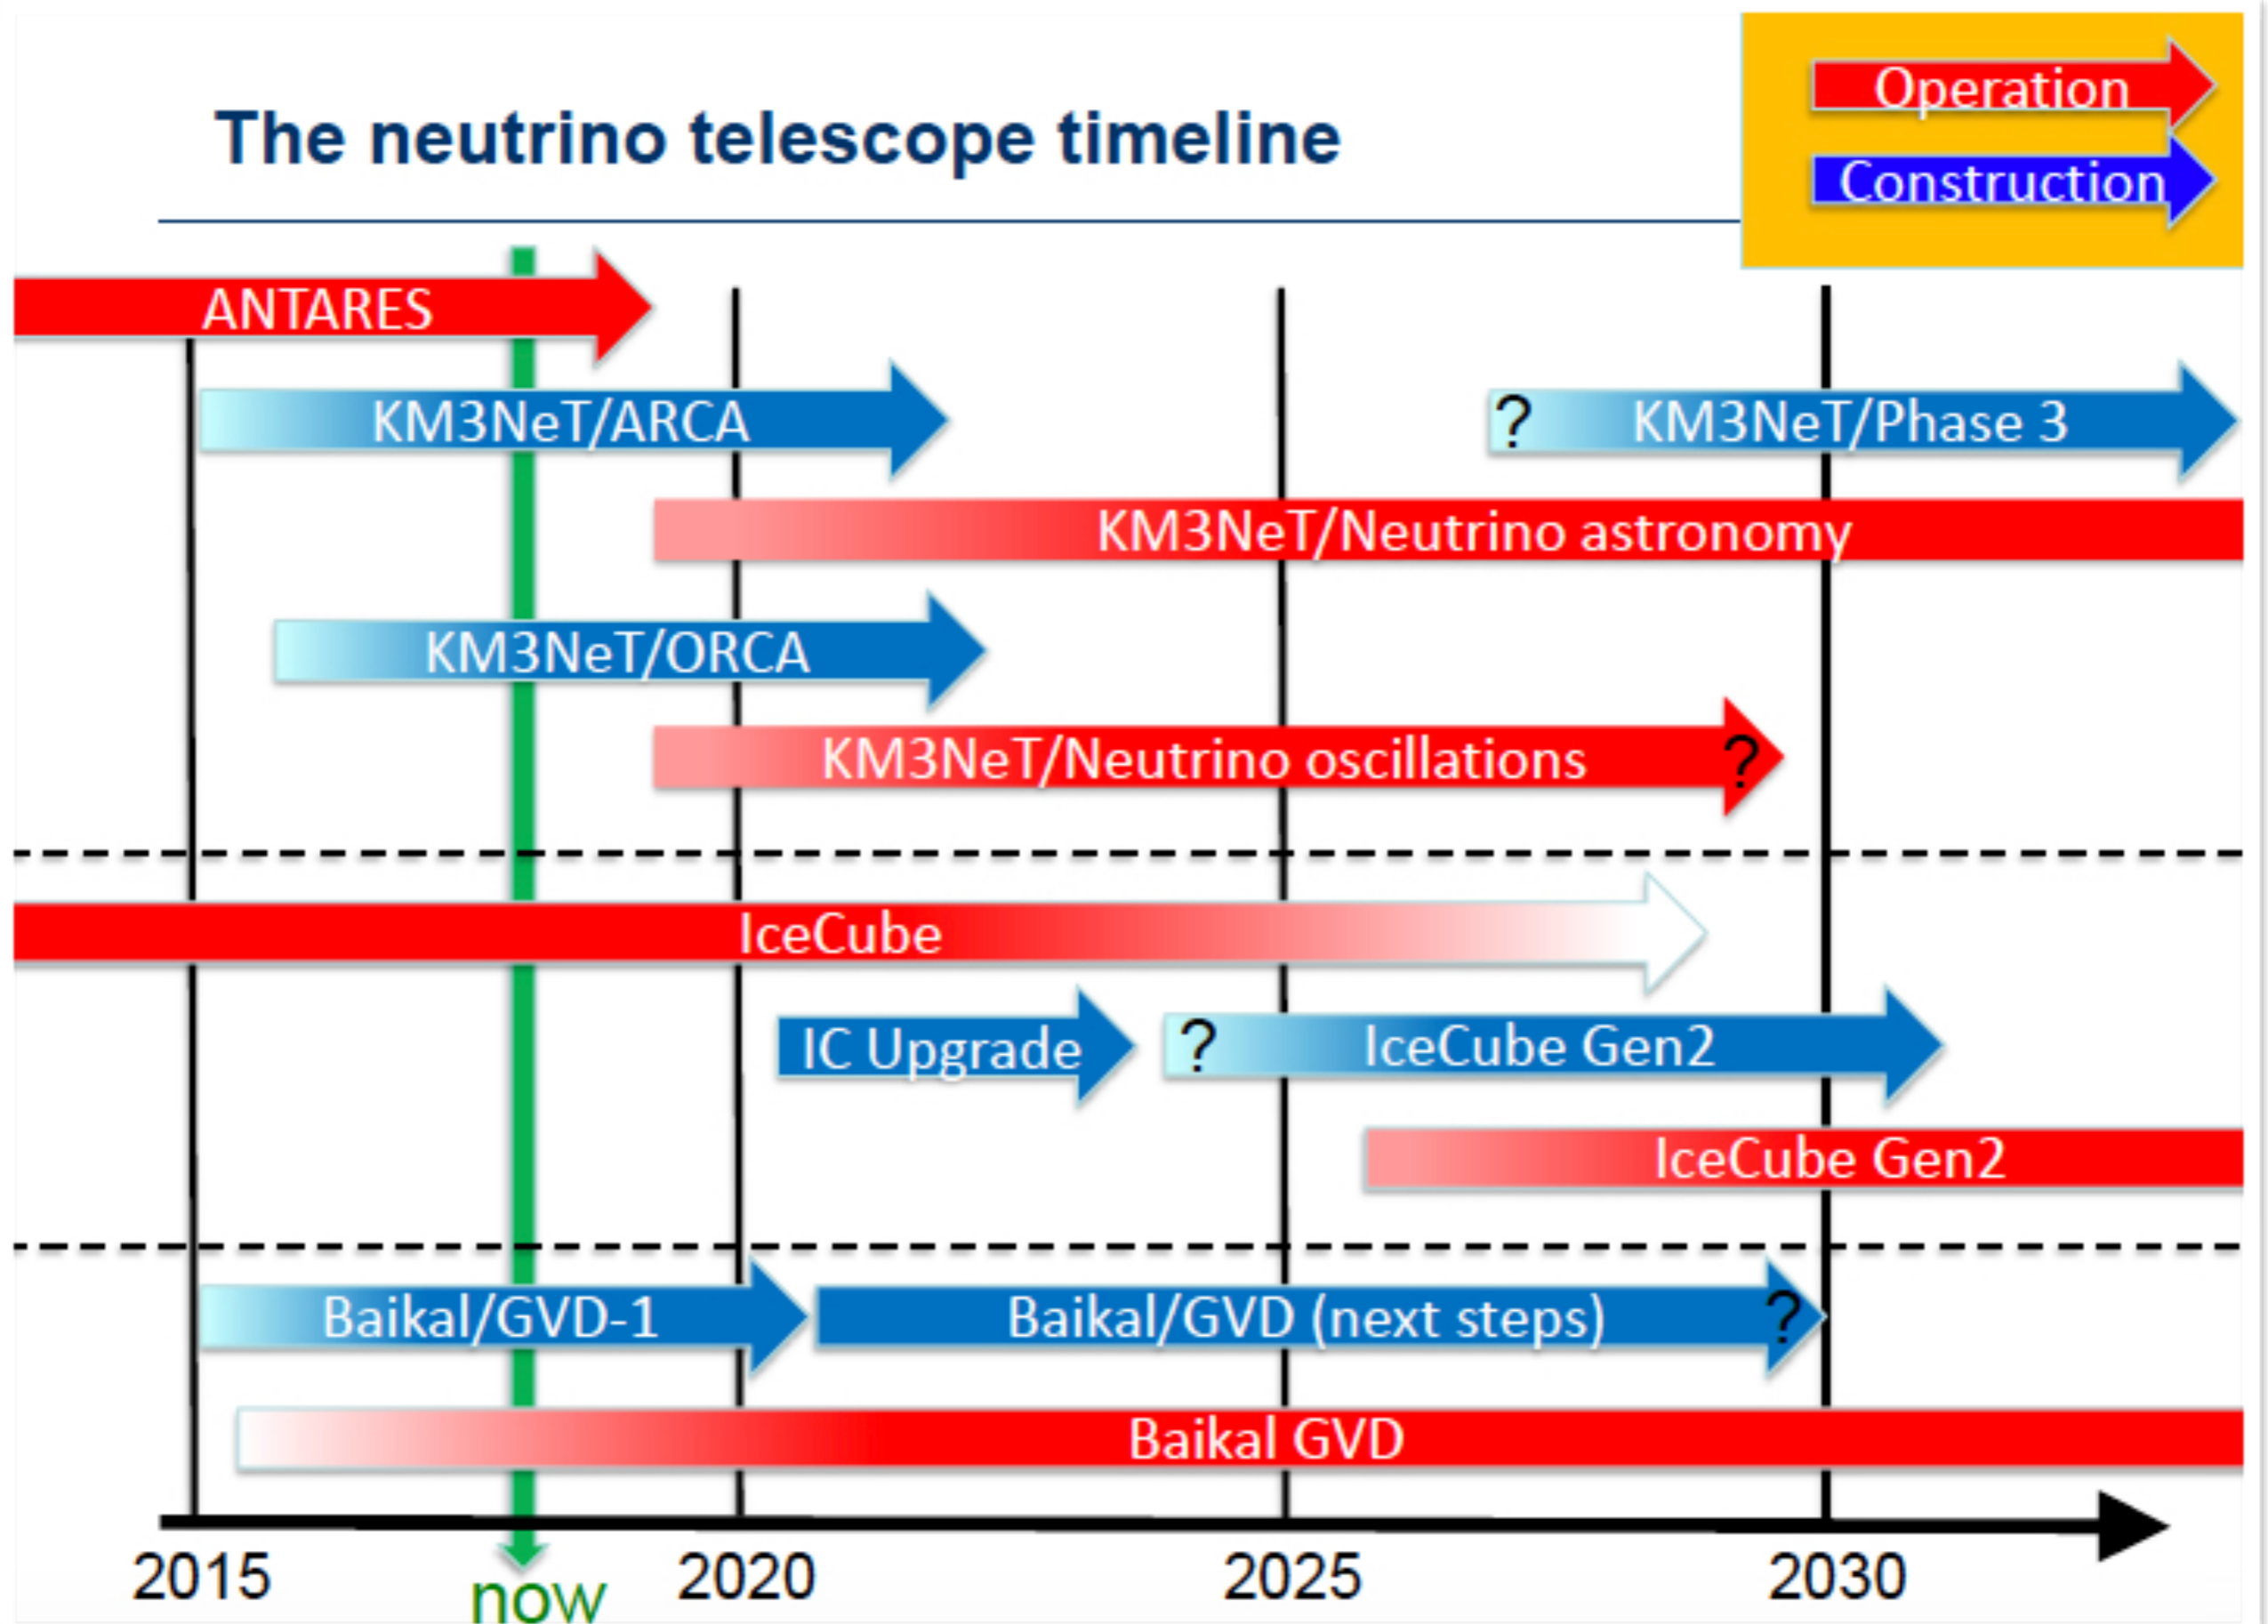 The neutrino telescope timeline
Operation
Construction
ANTARES
KM3NeT/ARCA
? KM3NeT/Phase 3
KM3NeT/Neutrino astronomy
KM3NeT/ORCA
KM3NeT/Neutrino oscillations ?
IceCube
IC Upgrade
? IceCube Gen2
IceCube Gen2
Baikal/GVD-1
Baikal/GVD (next steps) ?
Baikal GVD
2015
now
2020
2025
2030